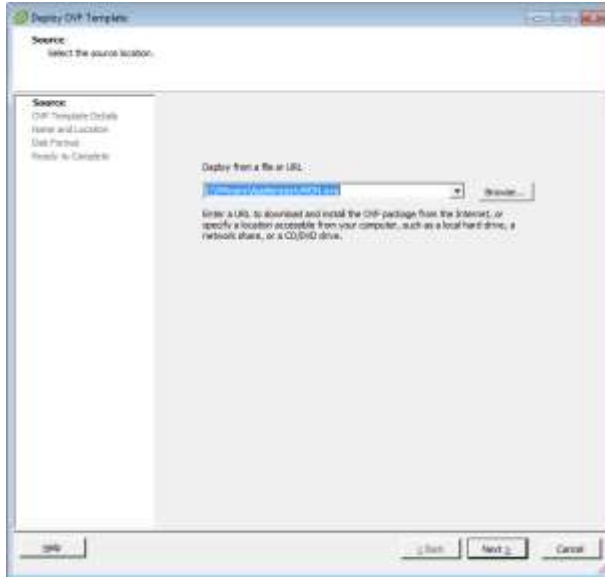 Deploy OVF Template
Source
Select the source location.
Source
OVF Template Details
Name and Location
Disk Format
Ready to Complete
Deploy from a file or URL
Browse...
Enter a URL to download and install the OVF package from the Internet, or
specify a location accessible from your computer, such as a local hard drive, a
network share, or a CD/DVD drive.
Help
< Back
Next >
Cancel